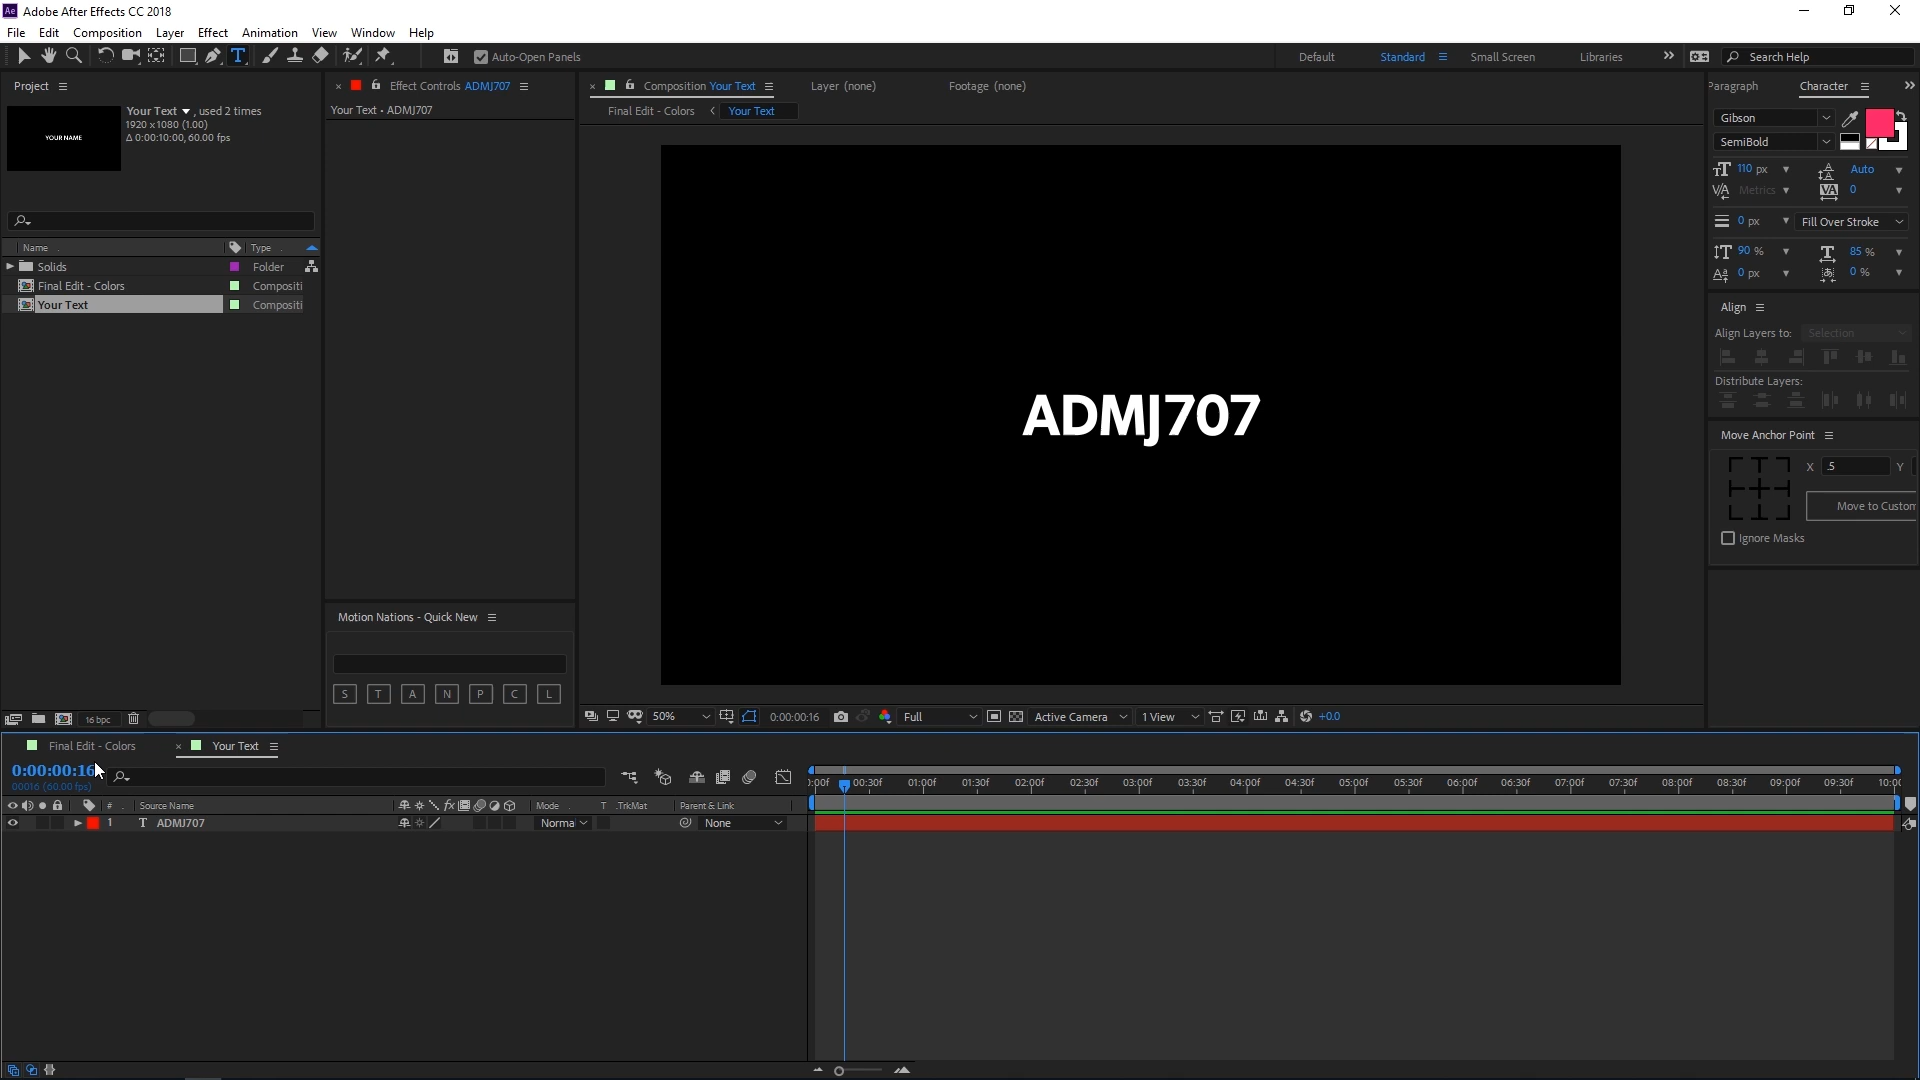 Adobe After Effects CC 2018
File Edit Composition Layer Effect Animation View Window Help
Auto-Open Panels
Default Standard Small Screen Libraries Search Help
Project
Your Text , used 2 times
1920 x 1080 (1.00)
Δ 0:00:10:00, 60.00 fps
YOUR NAME
Name Type
Solids Folder
Final Edit - Colors Compositi
Your Text Compositi
16 bpc
Effect Controls ADMJ707
Your Text • ADMJ707
Motion Nations - Quick New
S T A N P C L
Composition Your Text Layer (none) Footage (none)
Final Edit - Colors Your Text
ADMJ707
50% 0:00:00:16 Full Active Camera 1 View +0.0
Paragraph Character
Gibson
SemiBold
110 px Auto
Metrics 0
0 px Fill Over Stroke
90 % 85 %
0 px 0 %
Align
Align Layers to: Selection
Distribute Layers:
Move Anchor Point
X .5 Y
Move to Custom
Ignore Masks
Final Edit - Colors Your Text
0:00:00:16
00016 (60.00 fps)
):00f 00:30f 01:00f 01:30f 02:00f 02:30f 03:00f 03:30f 04:00f 04:30f 05:00f 05:30f 06:00f 06:30f 07:00f 07:30f 08:00f 08:30f 09:00f 09:30f 10:00
# Source Name Mode T .TrkMat Parent & Link
1 T ADMJ707 Norma None